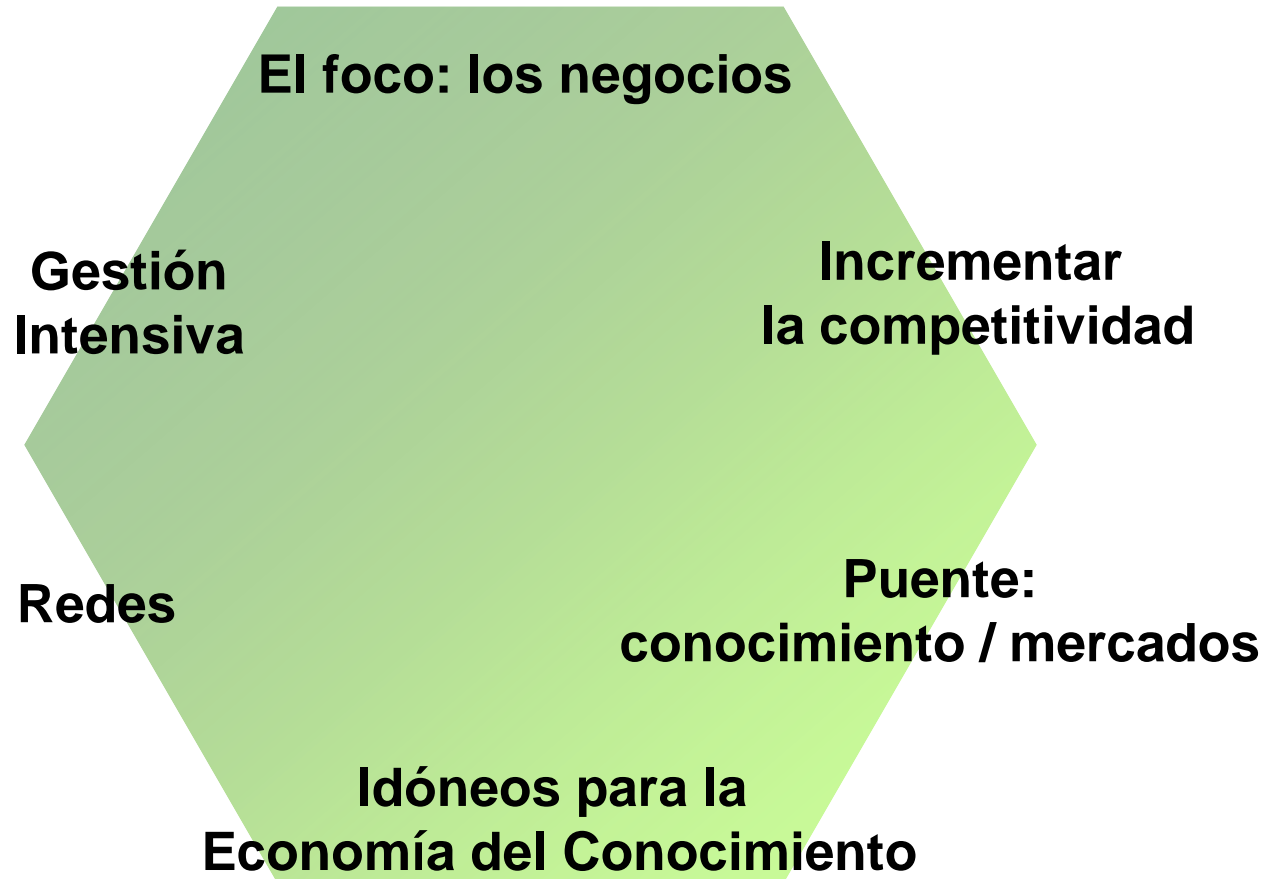 El foco: los negocios
Gestión
Intensiva
Incrementar
la competitividad
Redes
Puente:
conocimiento / mercados
Idóneos para la
Economía del Conocimiento